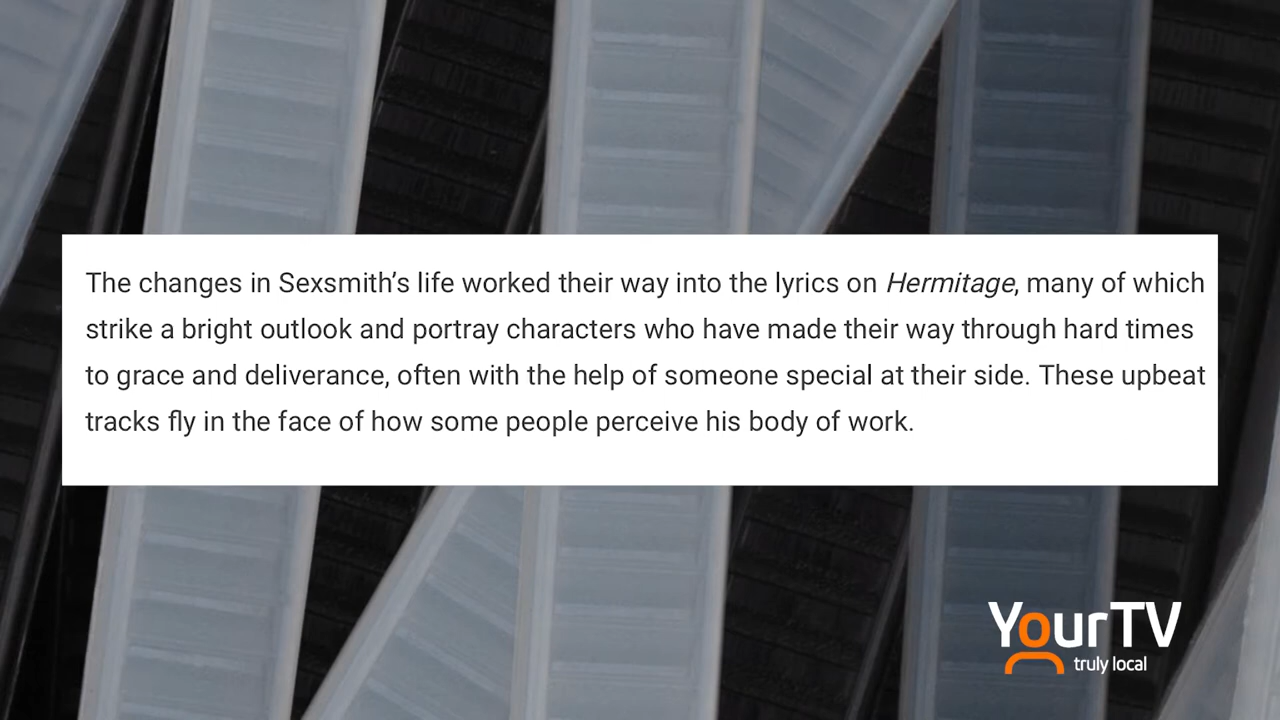 The changes in Sexsmith’s life worked their way into the lyrics on Hermitage, many of which
strike a bright outlook and portray characters who have made their way through hard times
to grace and deliverance, often with the help of someone special at their side. These upbeat
tracks fly in the face of how some people perceive his body of work.
YourTV
truly local